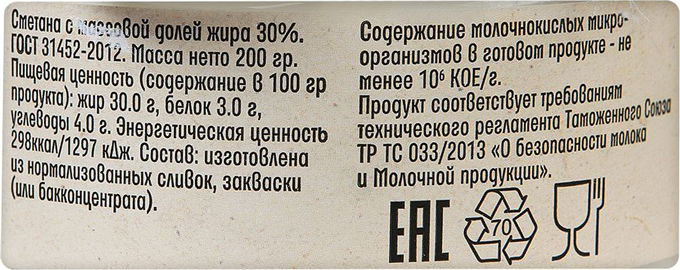 Сметана с массовой долей жира 30%.
ГОСТ 31452-2012. Масса нетто 200 гр.
Пищевая ценность (содержание в 100 гр
продукта): жир 30.0 г, белок 3.0 г,
углеводы 4.0 г. Энергетическая ценность
298ккал/1297 кДж. Состав: изготовлена
из нормализованных сливок, закваски
(или бакконцентрата).
Содержание молочнокислых микро-
организмов в готовом продукте - не
менее 10⁶ КОЕ/г.
Продукт соответствует требованиям
технического регламента Таможенного Союза
ТР ТС 033/2013 «О безопасности молока
и Молочной продукции».
ЕАС 70